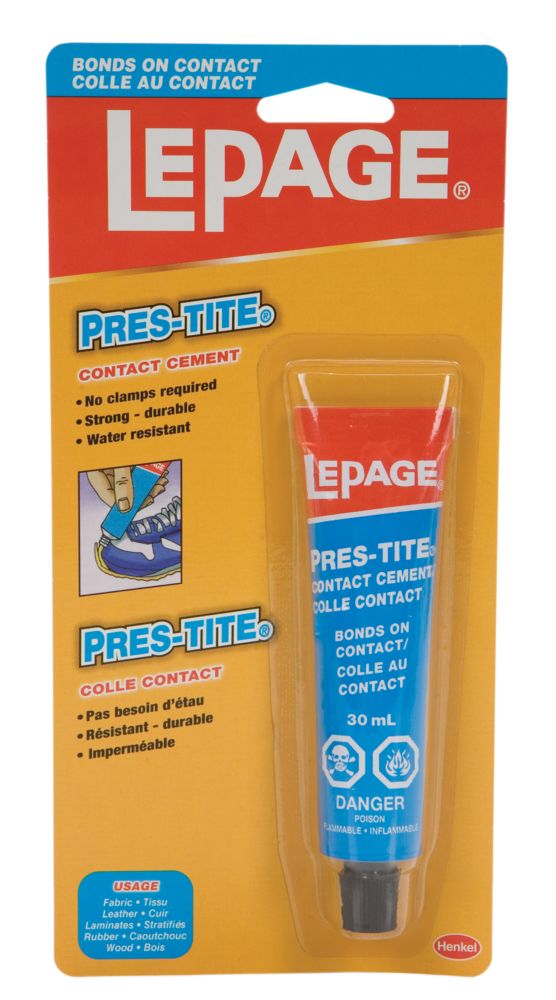 BONDS ON CONTACT
COLLE AU CONTACT
LEPAGE®
PRES-TITE®
CONTACT CEMENT
• No clamps required
• Strong - durable
• Water resistant
PRES-TITE®
COLLE CONTACT
• Pas besoin d'étau
• Résistant - durable
• Imperméable
USAGE
Fabric • Tissu
Leather • Cuir
Laminates • Stratifiés
Rubber • Caoutchouc
Wood • Bois
LEPAGE®
PRES-TITE®
CONTACT CEMENT
COLLE CONTACT
BONDS ON
CONTACT/
COLLE AU
CONTACT
30 mL
DANGER
POISON
FLAMMABLE • INFLAMMABLE
Henkel